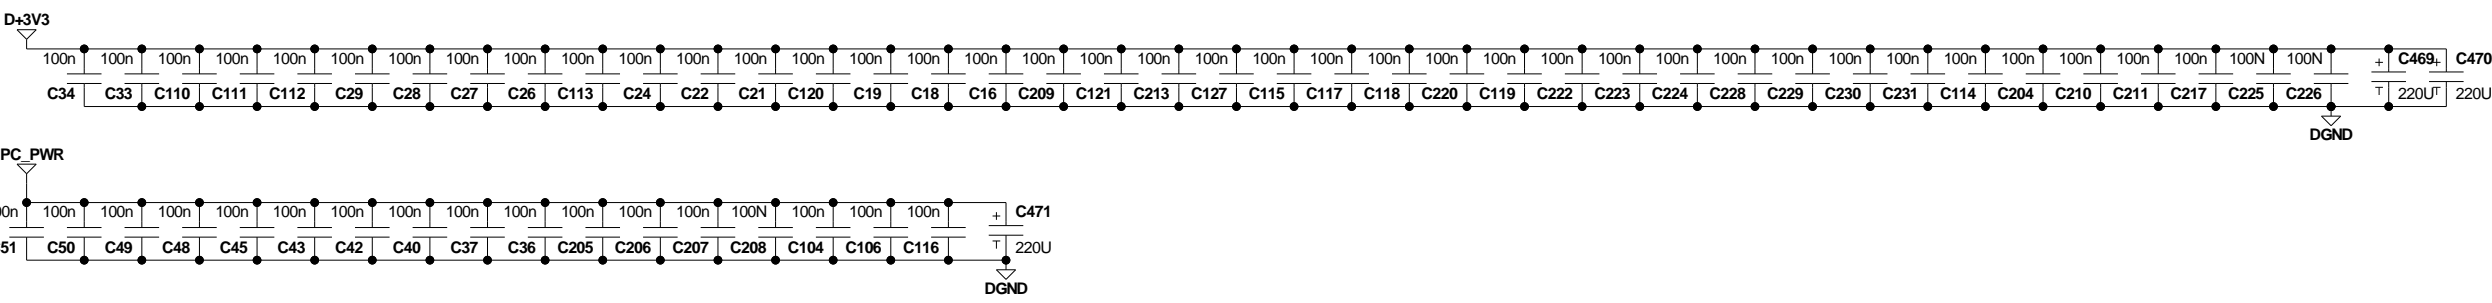 D+3V3
100n 100n 100n 100n 100n 100n 100n 100n 100n 100n 100n 100n 100n 100n 100n 100n 100n 100n 100n 100n 100n 100n 100n 100n 100n 100n 100n 100n 100n 100n 100n 100n 100n 100n 100n 100n 100n 100n 100N 100N + C469 + C470
C34 C33 C110 C111 C112 C29 C28 C27 C26 C113 C24 C22 C21 C120 C19 C18 C16 C209 C121 C213 C127 C115 C117 C118 C220 C119 C222 C223 C224 C228 C229 C230 C231 C114 C204 C210 C211 C217 C225 C226 T 220U T 220U
DGND
PC_PWR
0n 100n 100n 100n 100n 100n 100n 100n 100n 100n 100n 100n 100n 100N 100n 100n 100n + C471
51 C50 C49 C48 C45 C43 C42 C40 C37 C36 C205 C206 C207 C208 C104 C106 C116 T 220U
DGND